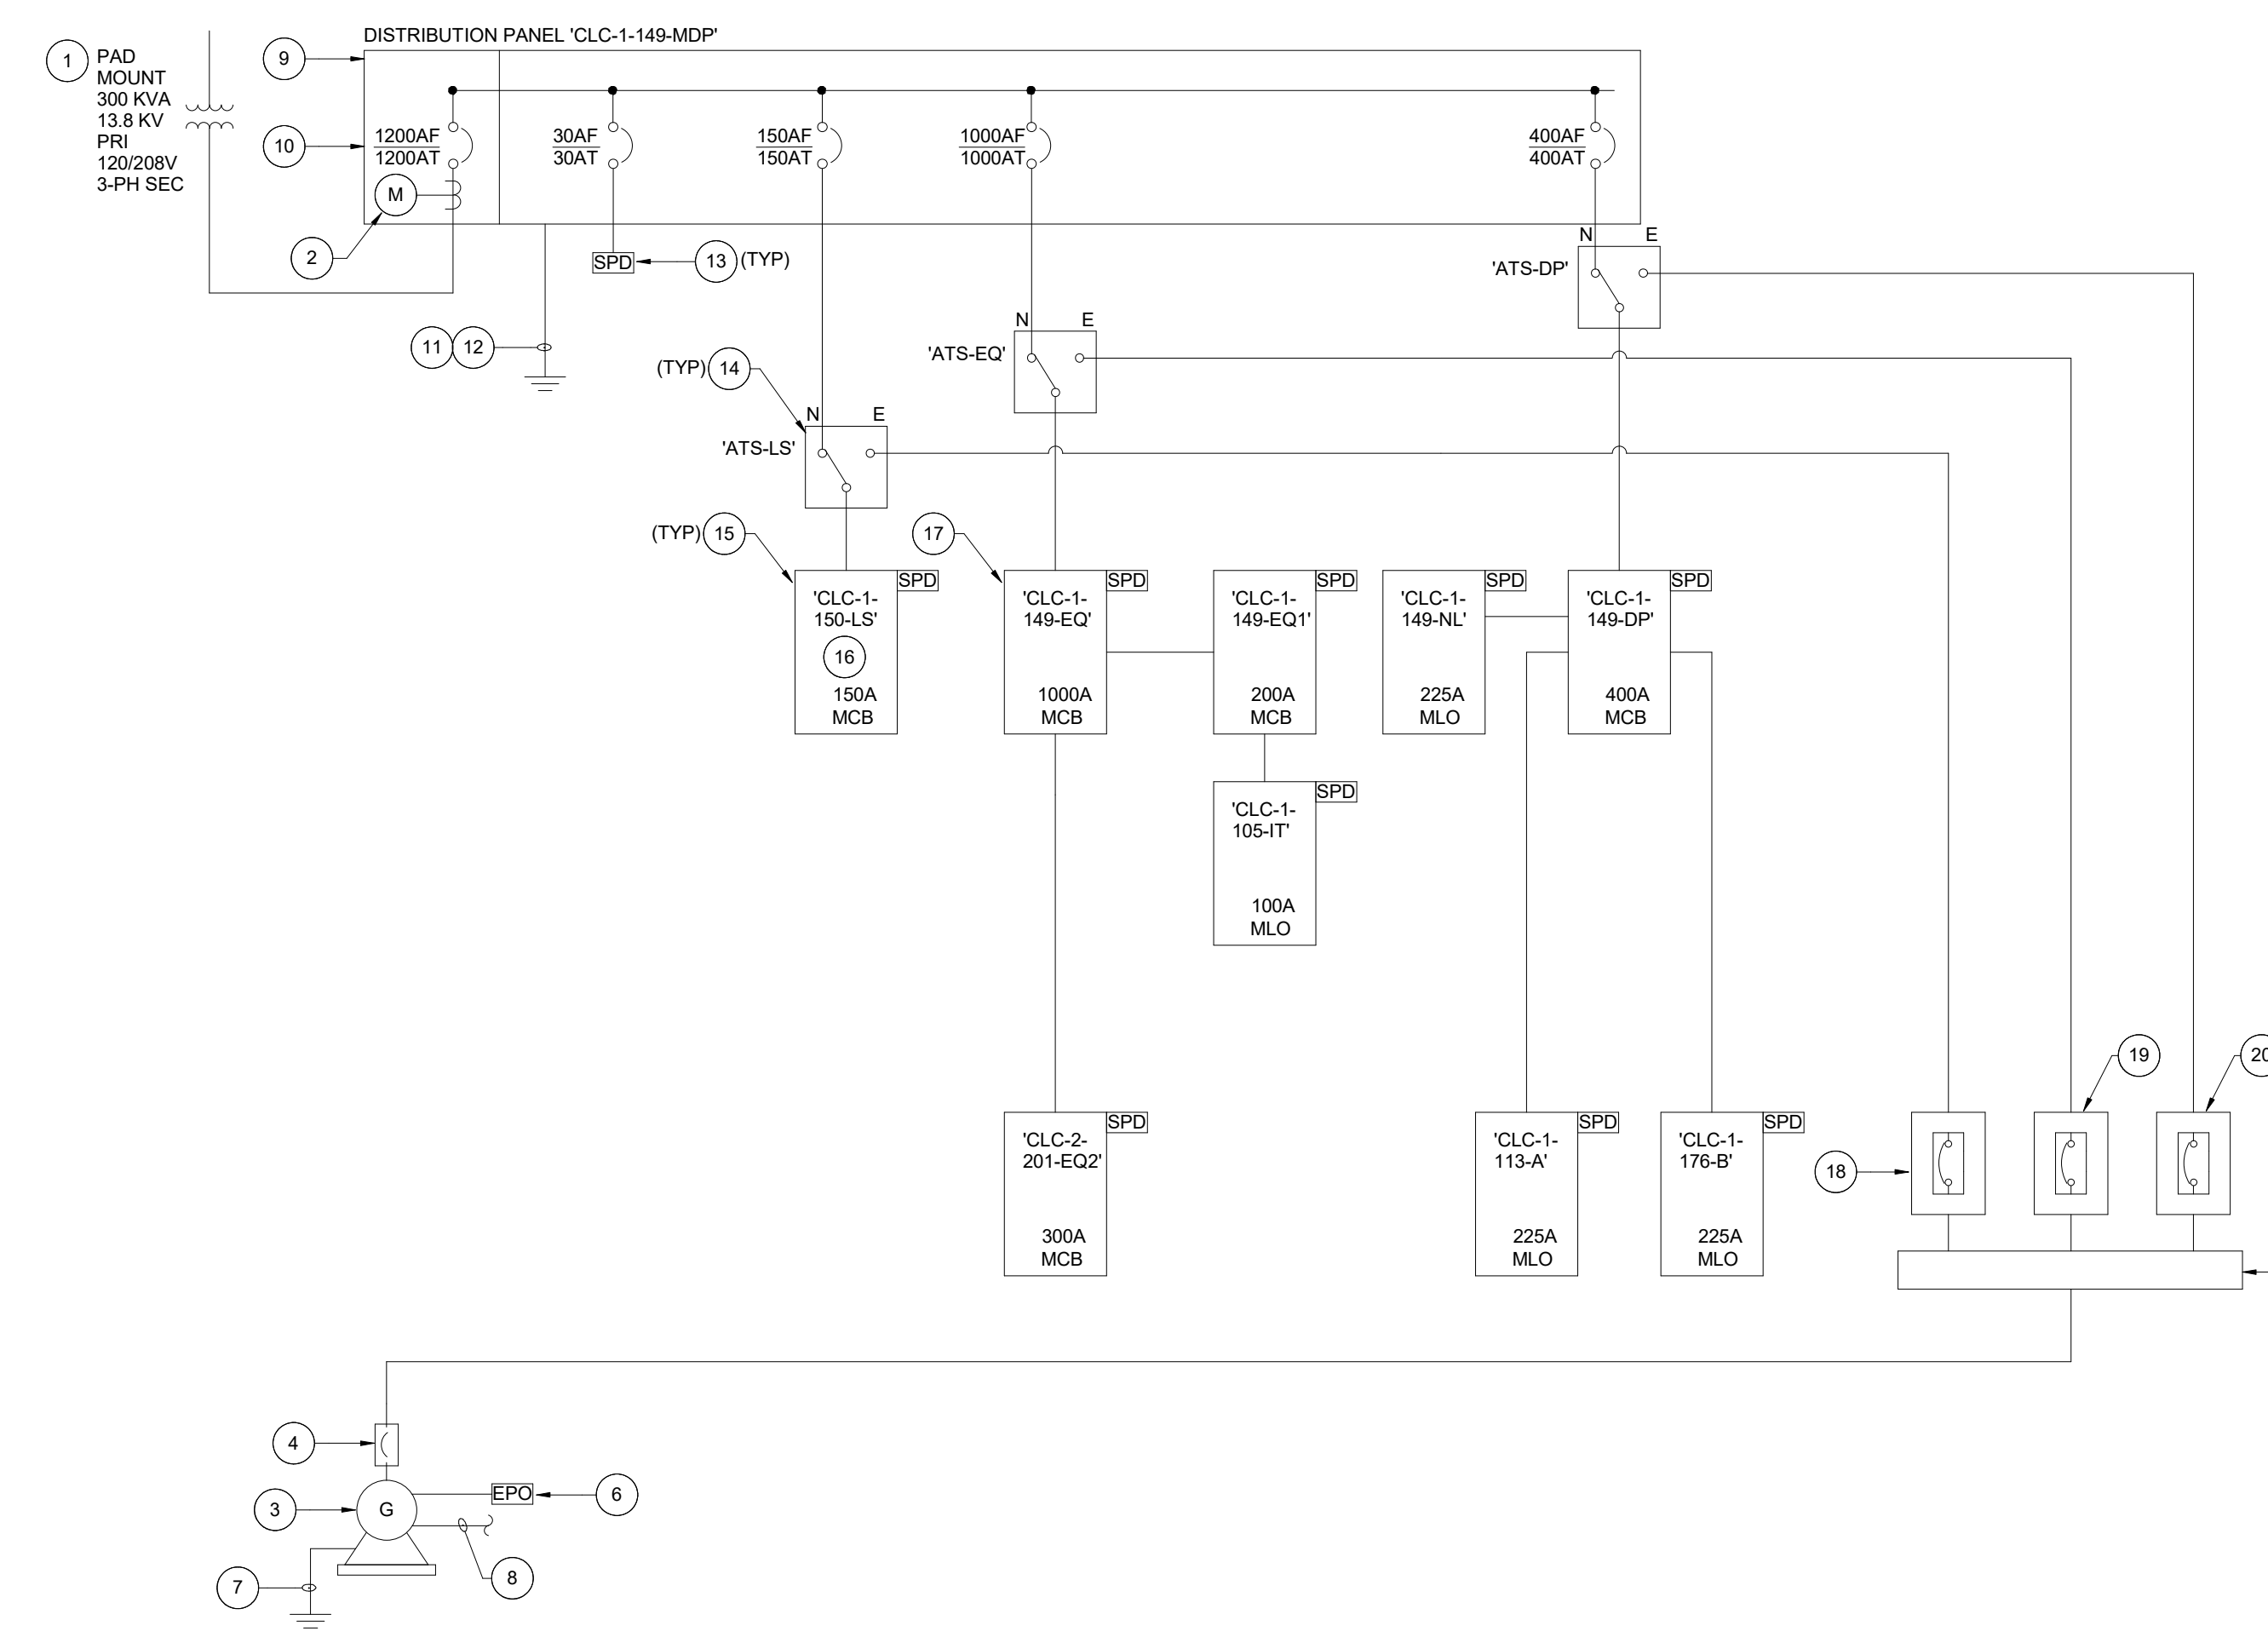 DISTRIBUTION PANEL 'CLC-1-149-MDP'
1
PAD
MOUNT
300 KVA
13.8 KV
PRI
120/208V
3-PH SEC
9
10
1200AF
1200AT
30AF
30AT
150AF
150AT
1000AF
1000AT
400AF
400AT
M
2
SPD
13
(TYP)
N
E
'ATS-DP'
11
12
N
E
'ATS-EQ'
(TYP)
14
N
E
'ATS-LS'
(TYP)
15
17
'CLC-1-
150-LS'
16
150A
MCB
SPD
'CLC-1-
149-EQ'
1000A
MCB
SPD
'CLC-1-
149-EQ1'
200A
MCB
SPD
'CLC-1-
149-NL'
225A
MLO
SPD
'CLC-1-
149-DP'
400A
MCB
SPD
'CLC-1-
105-IT'
100A
MLO
SPD
19
20
'CLC-2-
201-EQ2'
300A
MCB
SPD
'CLC-1-
113-A'
225A
MLO
SPD
'CLC-1-
176-B'
225A
MLO
SPD
18
4
3
G
EPO
6
7
8